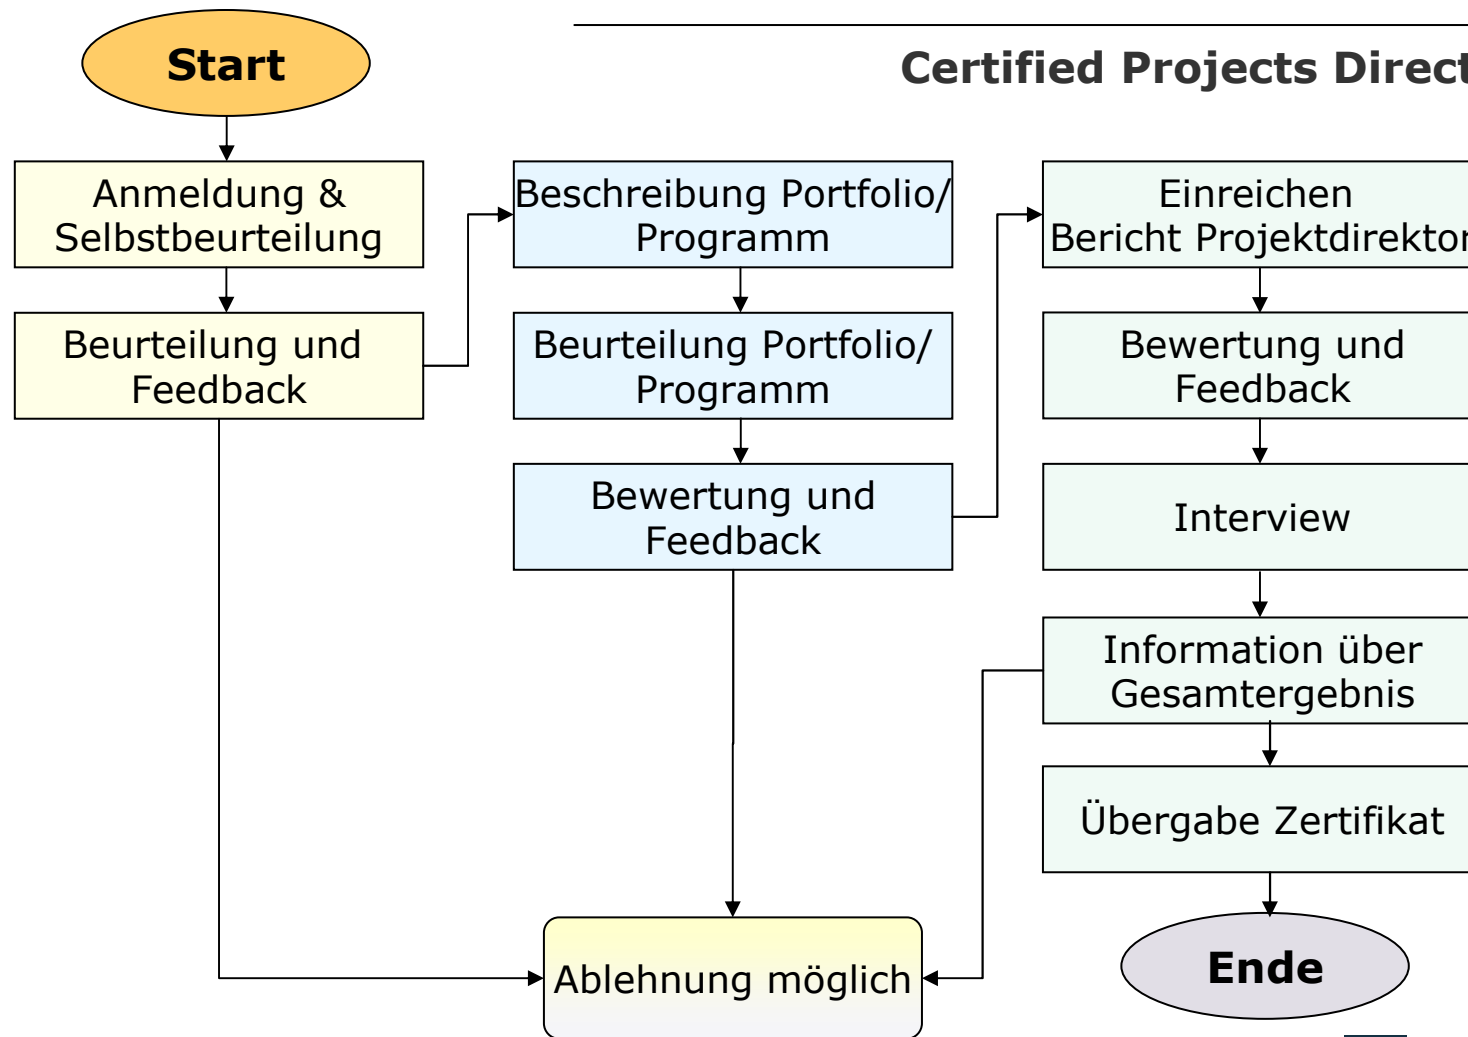 Start
Certified Projects Direct
Anmeldung &
Selbstbeurteilung
Beurteilung und
Feedback
Beschreibung Portfolio/
Programm
Beurteilung Portfolio/
Programm
Bewertung und
Feedback
Einreichen
Bericht Projektdirektor
Bewertung und
Feedback
Interview
Information über
Gesamtergebnis
Übergabe Zertifikat
Ablehnung möglich
Ende